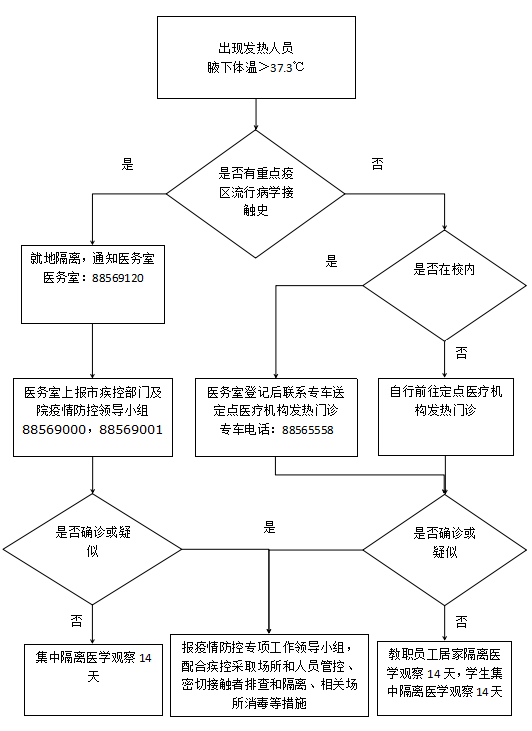 出现发热人员
腋下体温＞37.3℃
是
否
是否有重点疫
区流行病学接
触史
就地隔离，通知医务室
医务室：88569120
是
是否在校内
否
医务室上报市疾控部门及
院疫情防控领导小组
88569000，88569001
医务室登记后联系专车送
定点医疗机构发热门诊
专车电话：88565558
自行前往定点医疗机
构发热门诊
是否确诊或疑
似
是
是否确诊或
疑似
否
否
集中隔离医学观察 14
天
报疫情防控专项工作领导小组，
配合疾控采取场所和人员管控、
密切接触者排查和隔离、相关场
所消毒等措施
教职员工居家隔离医
学观察 14 天，学生集
中隔离医学观察 14 天